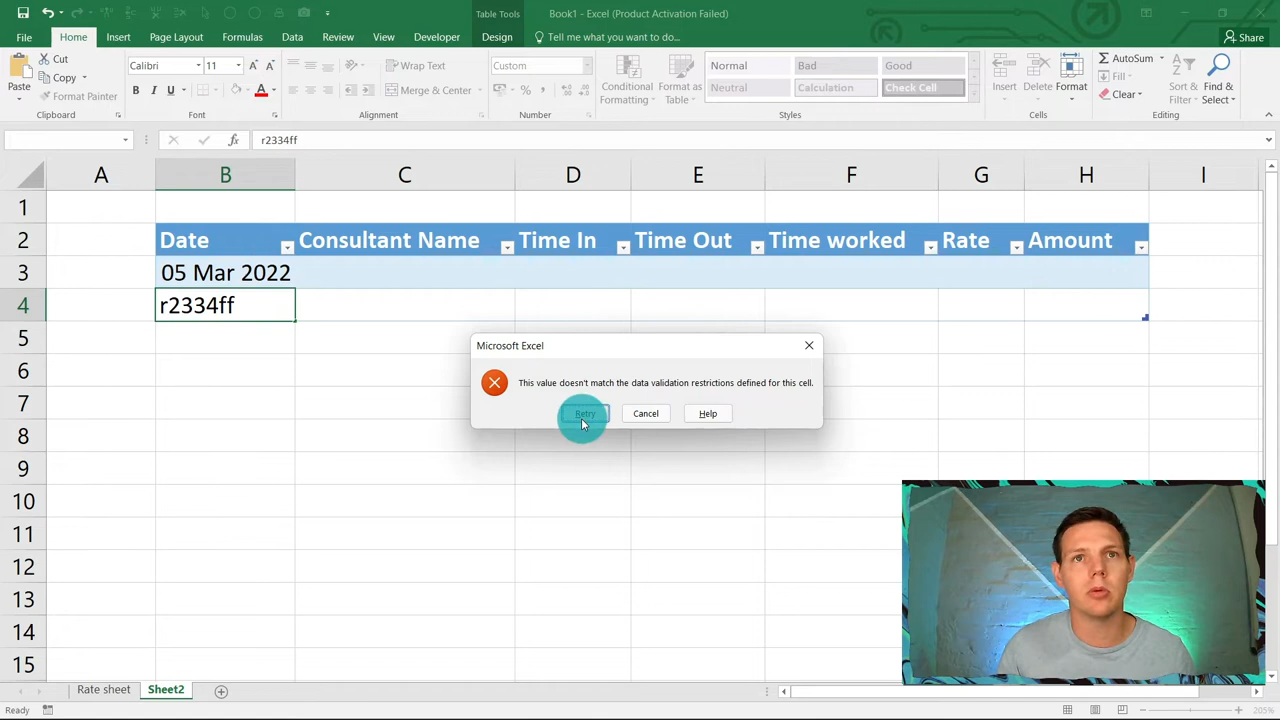 Table Tools
Book1 - Excel (Product Activation Failed)
File Home Insert Page Layout Formulas Data Review View Developer Design Tell me what you want to do... Share
Paste
Cut
Copy
Format Painter
Clipboard
Calibri 11
B I U
Font
Wrap Text
Merge & Center
Alignment
Custom
Number
Conditional Formatting
Format as Table
Normal Bad Good
Neutral Calculation Check Cell
Styles
Insert Delete Format
Cells
AutoSum
Fill
Clear
Sort & Filter
Find & Select
Editing
fx r2334ff
A B C D E F G H I
1
2 Date Consultant Name Time In Time Out Time worked Rate Amount
3 05 Mar 2022
4 r2334ff
5
6
7
8
9
10
11
12
13
14
15
Microsoft Excel
This value doesn't match the data validation restrictions defined for this cell.
Retry Cancel Help
Rate sheet Sheet2
Ready
205%